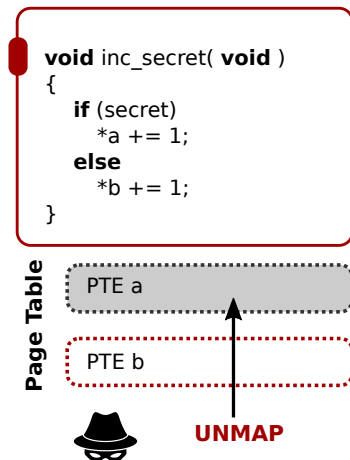 void inc_secret( void )
{
if (secret)
*a += 1;
else
*b += 1;
}
Page Table
PTE a
PTE b
UNMAP